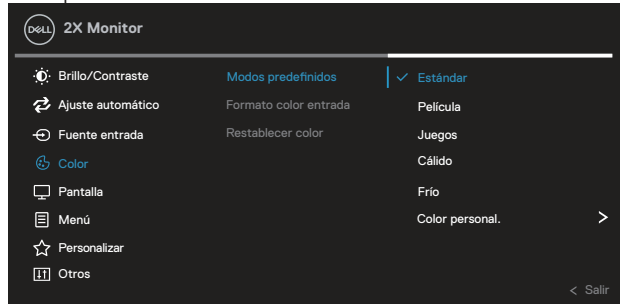 DELL 2X Monitor
Brillo/Contraste Modos predefinidos Estándar
Ajuste automático Formato color entrada Película
Fuente entrada Restablecer color Juegos
Color Cálido
Pantalla Frío
Menú Color personal. >
Personalizar
Otros
< Salir